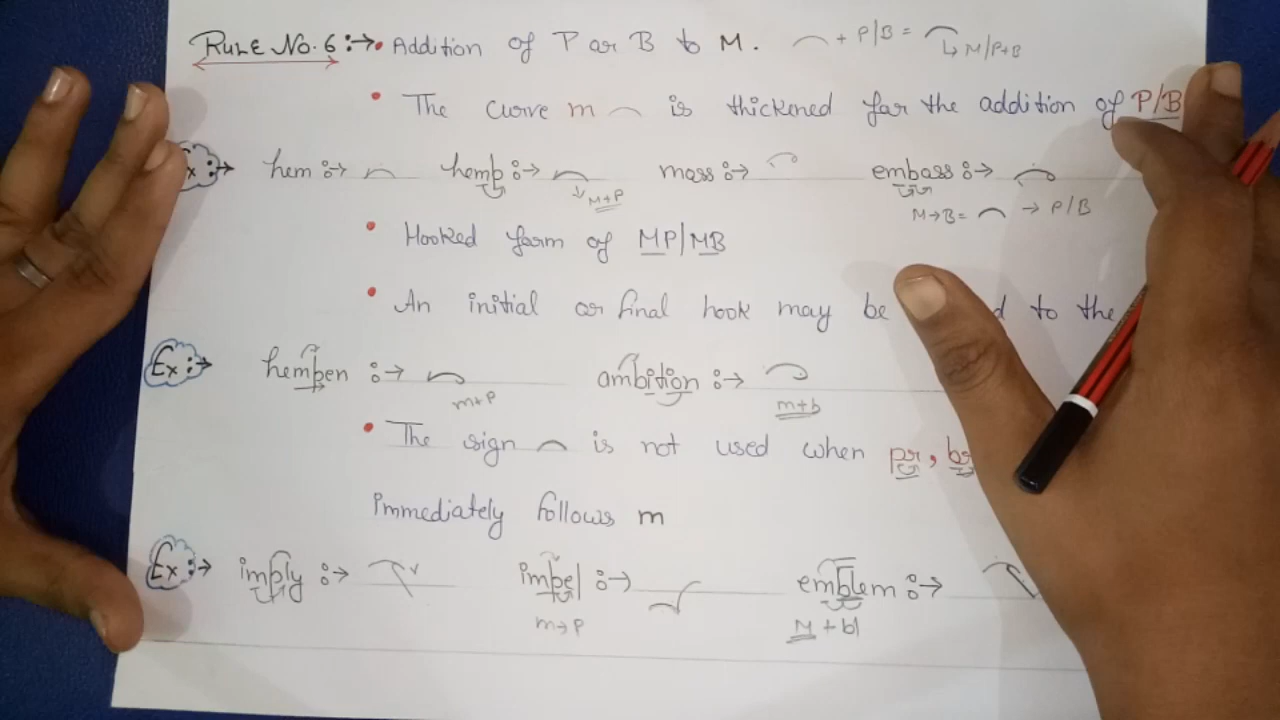 RULE NO. 6 :→ • Addition of P or B to M. ⌒ + P/B = ⌒ ↳ M/P+B
• The curve m ⌒ is thickened for the addition of P/B
Ex :→ hem :→ hemp :→ mass :→ emboss :→
M+P M→B = ⌒ → P/B
• Hooked form of MP/MB
• An initial or final hook may be to the
Ex :→ hempen :→ ambition :→
m+P m+b
• The sign ⌒ is not used when pr, br
immediately follows m
Ex :→ imply :→ impel :→ emblem :→
m→P M + bl